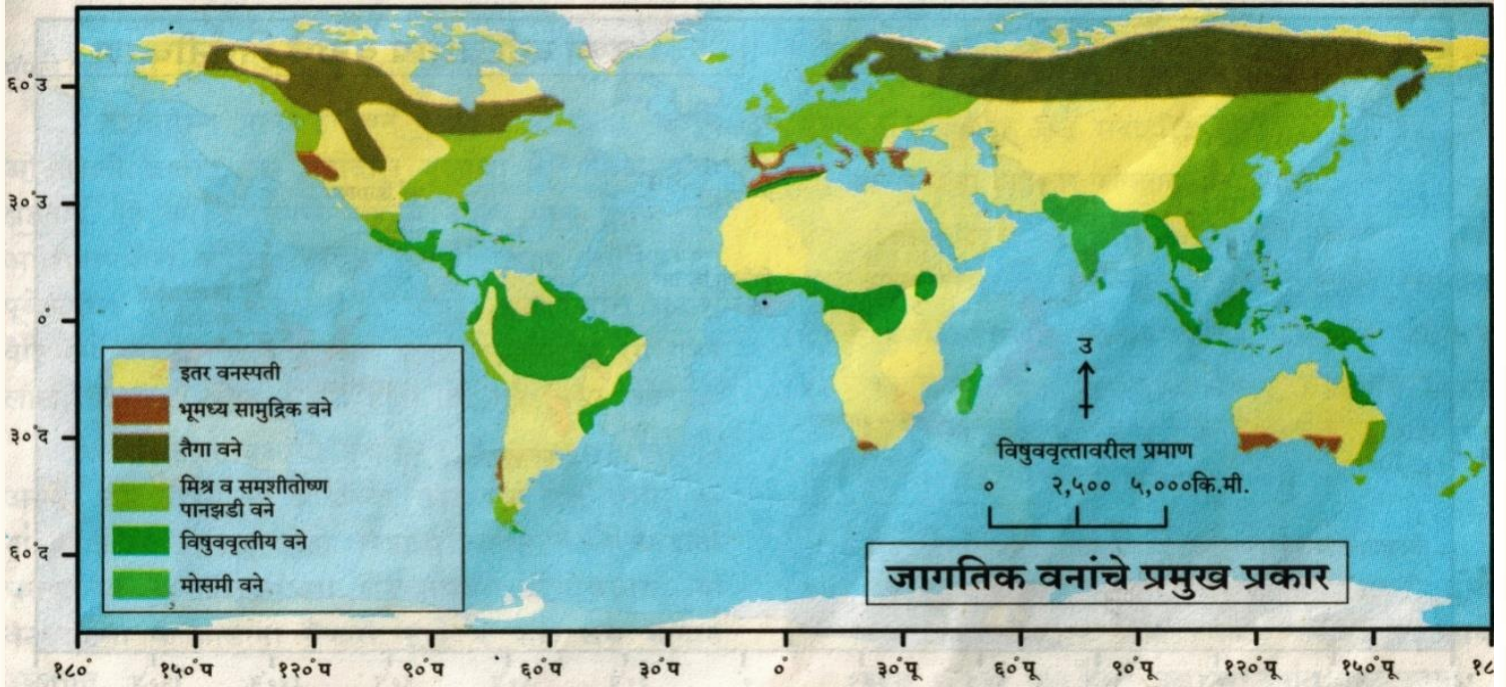 ६०°उ
३०°उ
०°
३०°द
६०°द
इतर वनस्पती
भूमध्य सामुद्रिक वने
तैगा वने
मिश्र व समशीतोष्ण
पानझडी वने
विषुववृत्तीय वने
मोसमी वने
उ
विषुववृत्तावरील प्रमाण
० २,५०० ५,०००कि.मी.
जागतिक वनांचे प्रमुख प्रकार
१८०° १५०°प १२०°प ९०°प ६०°प ३०°प ०° ३०°पू ६०°पू ९०°पू १२०°पू १५०°पू १८